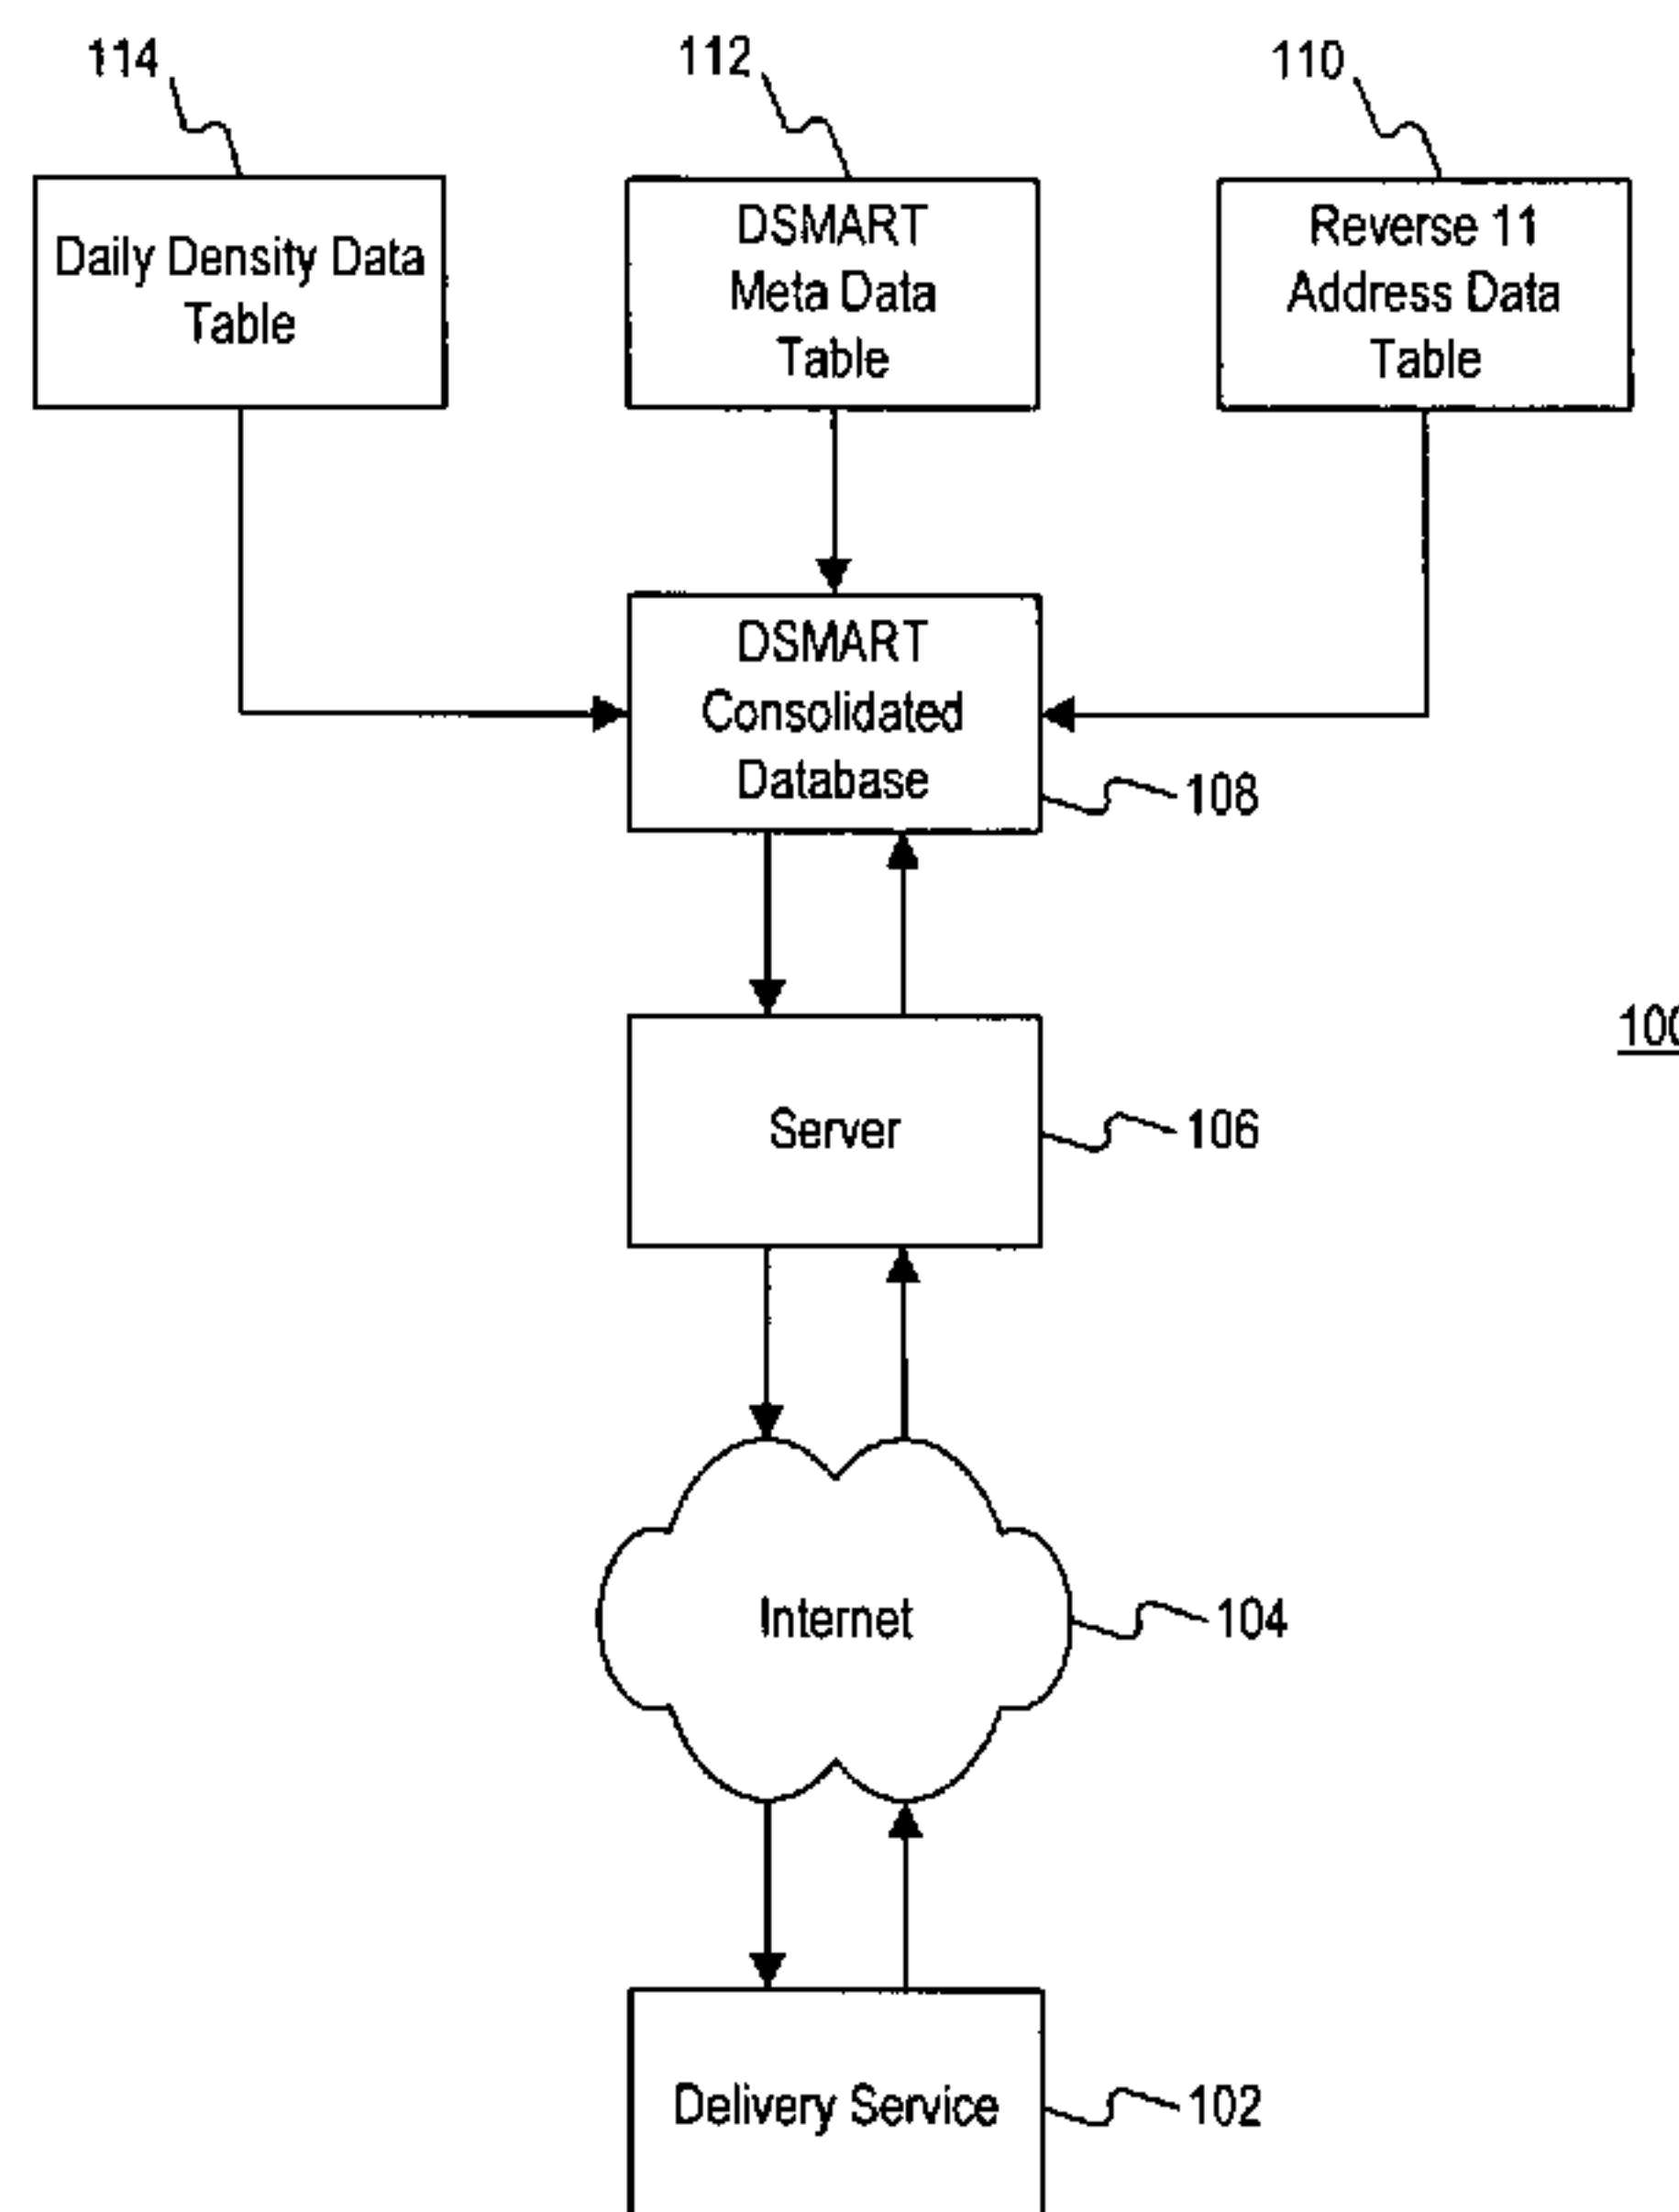 114
112
110
Daily Density Data
Table
DSMART
Meta Data
Table
Reverse 11
Address Data
Table
DSMART
Consolidated
Database
108
100
Server
106
Internet
104
Delivery Service
102